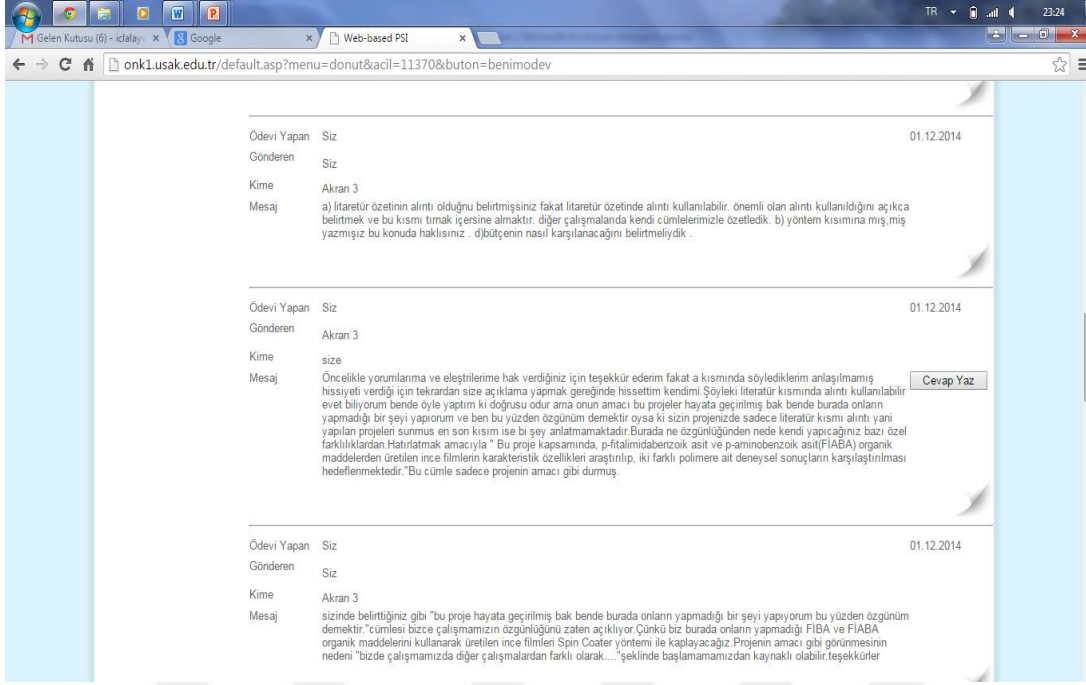 TR
23:24
Gelen Kutusu (6) - iclalayv
Google
Web-based PSI
onk1.usak.edu.tr/default.asp?menu=donut&acil=11370&buton=benimodev
Ödevi Yapan Siz 01.12.2014
Gönderen Siz
Kime Akran 3
Mesaj a) litaretür özetinin alıntı olduğnu belirtmişsiniz fakat litaretür özetinde alıntı kullanılabilir. önemli olan alıntı kullanıldığını açıkca
belirtmek ve bu kısmı tırnak içersine almaktır. diğer çalışmalarıda kendi cümlelerimizle özetledik. b) yöntem kısımına mış,miş
yazmışız bu konuda haklısınız . d)bütçenin nasıl karşılanacağını belirtmeliydik .
Ödevi Yapan Siz 01.12.2014
Gönderen Akran 3
Kime size
Mesaj Öncelikle yorumlarıma ve eleştrilerime hak verdiğiniz için teşekkür ederim fakat a kısmında söylediklerim anlaşılmamış Cevap Yaz
hissiyeti verdiği için tekrardan size açıklama yapmak gereğinde hissettim kendimi.Şöyleki literatür kısmında alıntı kullanılabilir
evet biliyorum bende öyle yaptım ki doğrusu odur ama onun amacı bu projeler hayata geçirilmiş bak bende burada onların
yapmadığı bir şeyi yapıorum ve ben bu yüzden özgünüm demektir oysa ki sizin projenizde sadece literatür kısmı alıntı yani
yapılan projeleri sunmus en son kısım ise bi şey anlatmamaktadır.Burada ne özgünlüğünden nede kendi yapıcağınız bazı özel
farklılıklardan.Hatırlatmak amacıyla " Bu proje kapsamında, p-fitalimidabenzoik asit ve p-aminobenzoik asit(FİABA) organik
maddelerden üretilen ince filmlerin karakteristik özellikleri araştırılıp, iki farklı polimere ait deneysel sonuçların karşılaştırılması
hedeflenmektedir."Bu cümle sadece projenin amacı gibi durmuş.
Ödevi Yapan Siz 01.12.2014
Gönderen Siz
Kime Akran 3
Mesaj sizinde belirttiğiniz gibi "bu proje hayata geçirilmiş bak bende burada onların yapmadığı bir şeyi yapıyorum bu yüzden özgünüm
demektir."cümlesi bizce çalışmamızın özgünlüğünü zaten açıklıyor.Çünkü biz burada onların yapmadığı FİBA ve FİABA
organik maddelerini kullanarak üretilen ince filmleri Spin Coater yöntemi ile kaplayacağız.Projenin amacı gibi görünmesinin
nedeni "bizde çalışmamızda diğer çalışmalardan farklı olarak...."şeklinde başlamamamızdan kaynaklı olabilir.teşekkürler